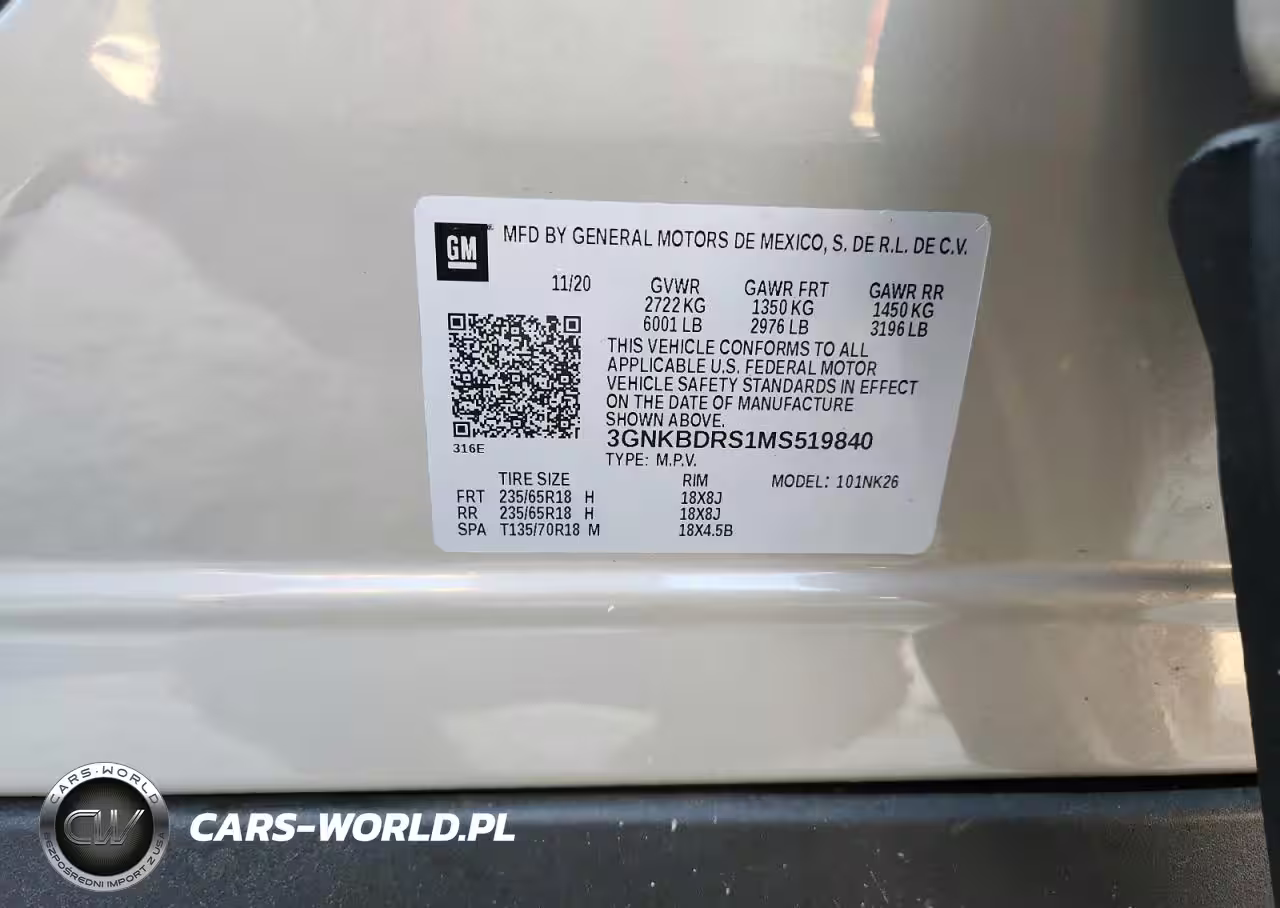 GM
MFD BY GENERAL MOTORS DE MEXICO, S. DE R.L. DE C.V.
11/20 GVWR GAWR FRT GAWR RR
2722 KG 1350 KG 1450 KG
6001 LB 2976 LB 3196 LB
THIS VEHICLE CONFORMS TO ALL
APPLICABLE U.S. FEDERAL MOTOR
VEHICLE SAFETY STANDARDS IN EFFECT
ON THE DATE OF MANUFACTURE
SHOWN ABOVE.
3GNKBDRS1MS519840
316E
TYPE: M.P.V.
TIRE SIZE RIM MODEL: 101NK26
FRT 235/65R18 H 18X8J
RR 235/65R18 H 18X8J
SPA T135/70R18 M 18X4.5B
CARS-WORLD
CW
BEZPOŚREDNI IMPORT Z USA
CARS-WORLD.PL